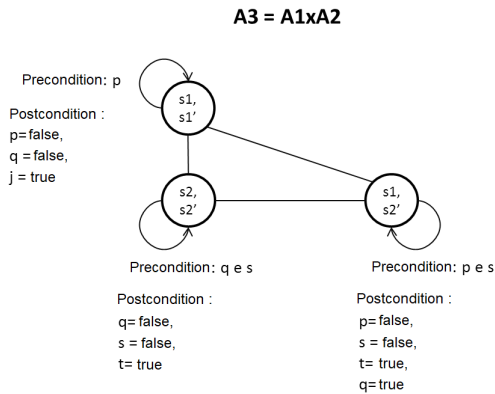 A3 = A1xA2
Precondition: p
Postcondition :
p=false,
q =false,
j = true
s1,
s1’
s2,
s2’
s1,
s2’
Precondition: q e s
Postcondition :
q= false,
s = false,
t= true
Precondition: p e s
Postcondition :
p= false,
s = false,
t= true,
q=true